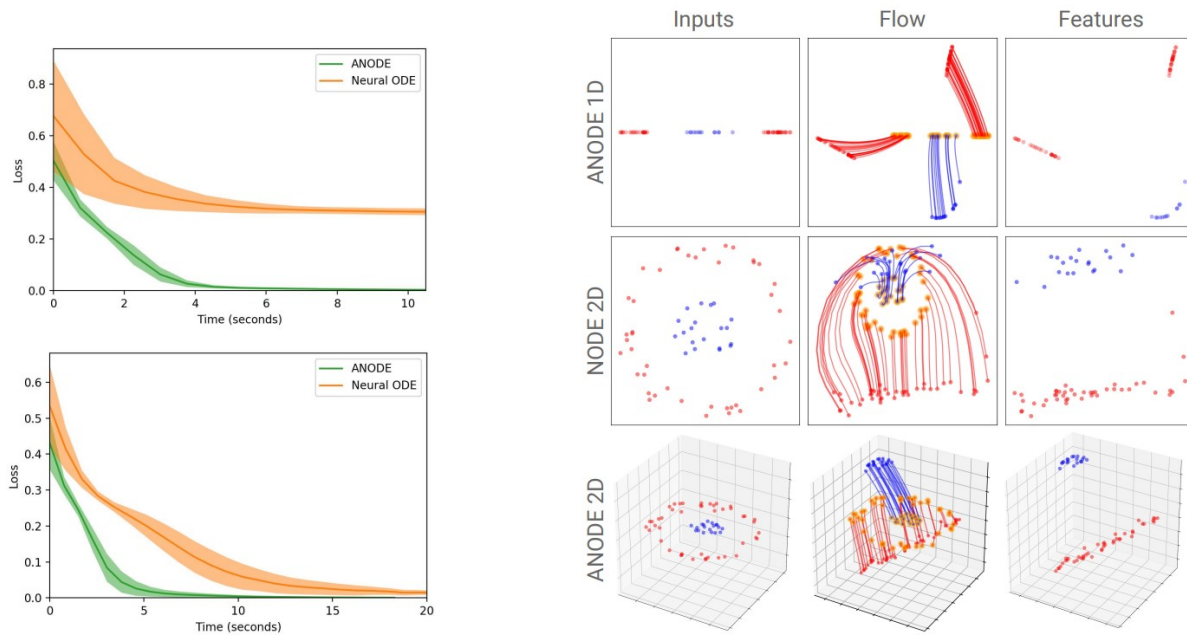 ANODE
Neural ODE
0.8
0.6
0.4
0.2
0.0
Loss
0 2 4 6 8 10
Time (seconds)
ANODE
Neural ODE
0.6
0.5
0.4
0.3
0.2
0.1
0.0
Loss
0 5 10 15 20
Time (seconds)
Inputs Flow Features
ANODE 1D
NODE 2D
ANODE 2D